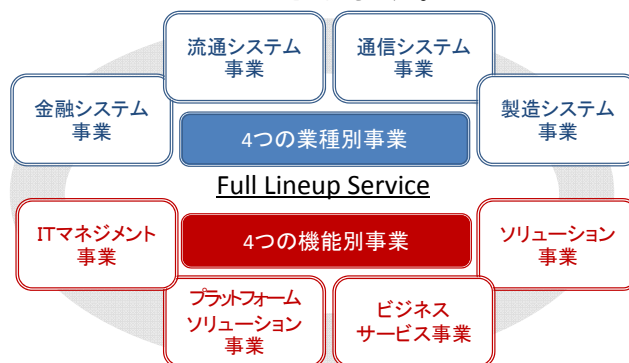 流通システム
事業
通信システム
事業
金融システム
事業
製造システム
事業
4つの業種別事業
Full Lineup Service
ITマネジメント
事業
4つの機能別事業
ソリューション
事業
プラットフォーム
ソリューション
事業
ビジネス
サービス事業